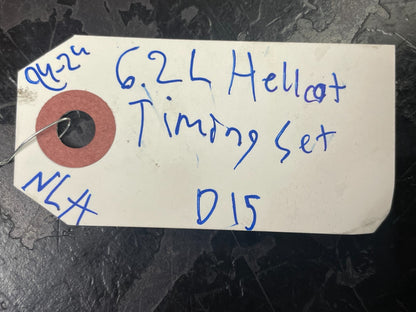 04-24
6.2L Hellcat
Timing Set
NLA
D15